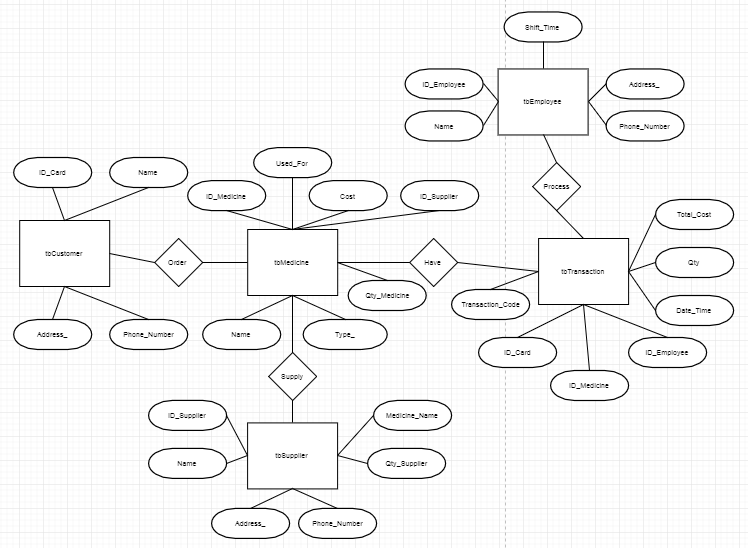 Shift_Time
ID_Employee
tbEmployee
Address_
Name
Phone_Number
Used_For
ID_Card
Name
Process
ID_Medicine
Cost
ID_Supplier
Total_Cost
tbCustomer
Order
tbMedicine
Have
tbTransaction
Qty
Qty_Medicine
Transaction_Code
Date_Time
Address_
Phone_Number
Name
Type_
ID_Card
ID_Employee
Supply
ID_Medicine
ID_Supplier
Medicine_Name
tbSupplier
Name
Qty_Supplier
Address_
Phone_Number